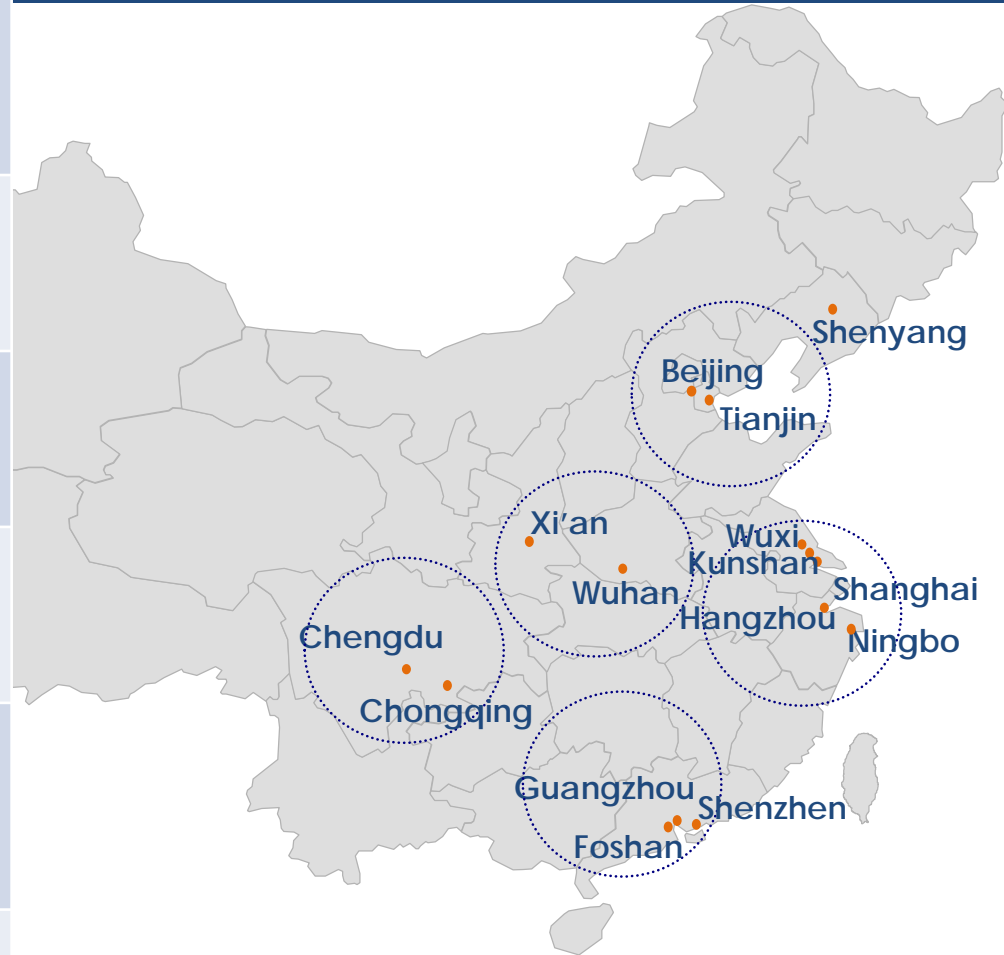 Shenyang
Beijing
Tianjin
Xi'an
Wuxi
Kunshan
Wuhan
Shanghai
Hangzhou
Ningbo
Chengdu
Chongqing
Guangzhou
Shenzhen
Foshan